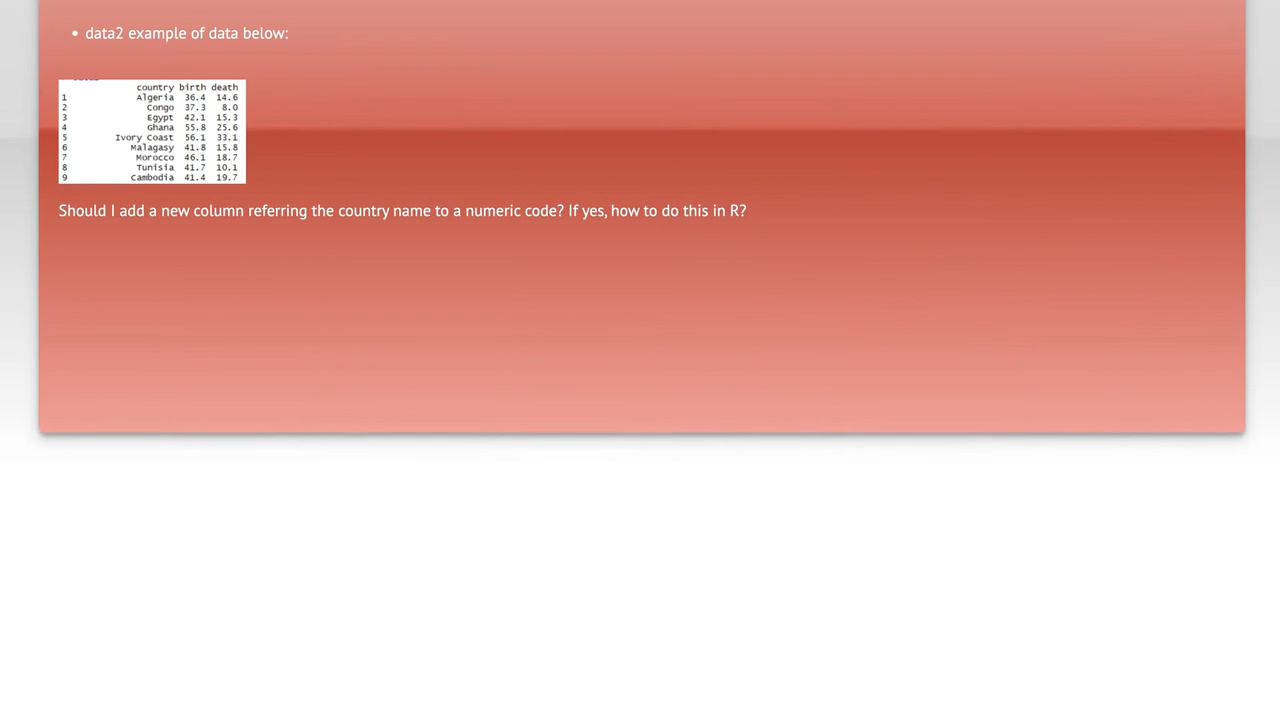 • data2 example of data below:
country birth death
1 Algeria 36.4 14.6
2 Congo 37.3 8.0
3 Egypt 42.1 15.3
4 Ghana 55.8 25.6
5 Ivory Coast 56.1 33.1
6 Malagasy 41.8 15.8
7 Morocco 46.1 18.7
8 Tunisia 41.7 10.1
9 Cambodia 41.4 19.7
Should I add a new column referring the country name to a numeric code? If yes, how to do this in R?